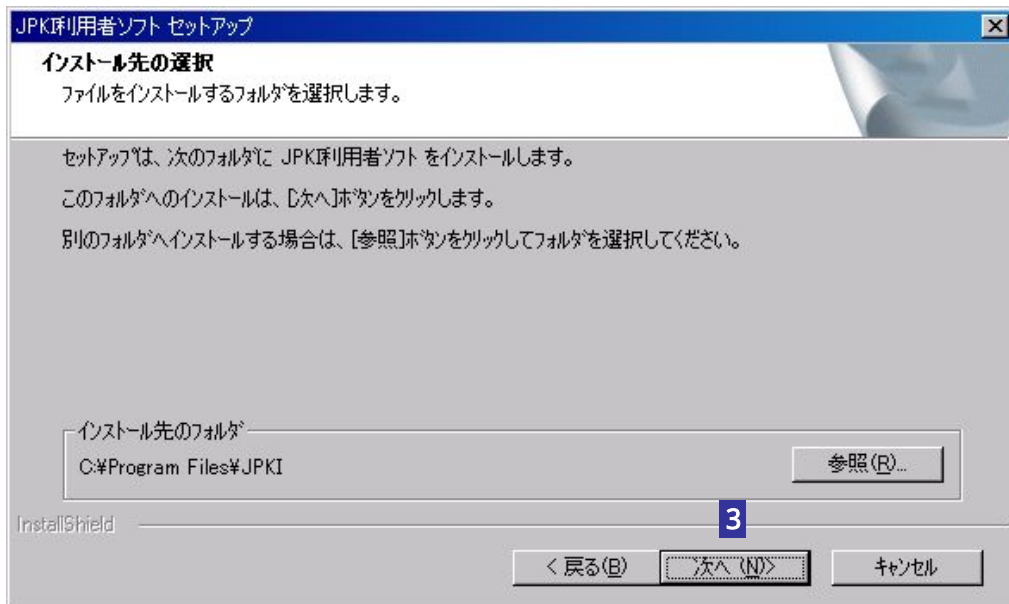 JPKI利用者ソフト セットアップ
インストール先の選択
ファイルをインストールするフォルダを選択します。
セットアップは、次のフォルダに JPKI利用者ソフト をインストールします。
このフォルダへのインストールは、[次へ]ボタンをクリックします。
別のフォルダへインストールする場合は、[参照]ボタンをクリックしてフォルダを選択してください。
インストール先のフォルダ
C:¥Program Files¥JPKI
参照(R)...
InstallShield
3
< 戻る(B)
次へ (N)>
キャンセル